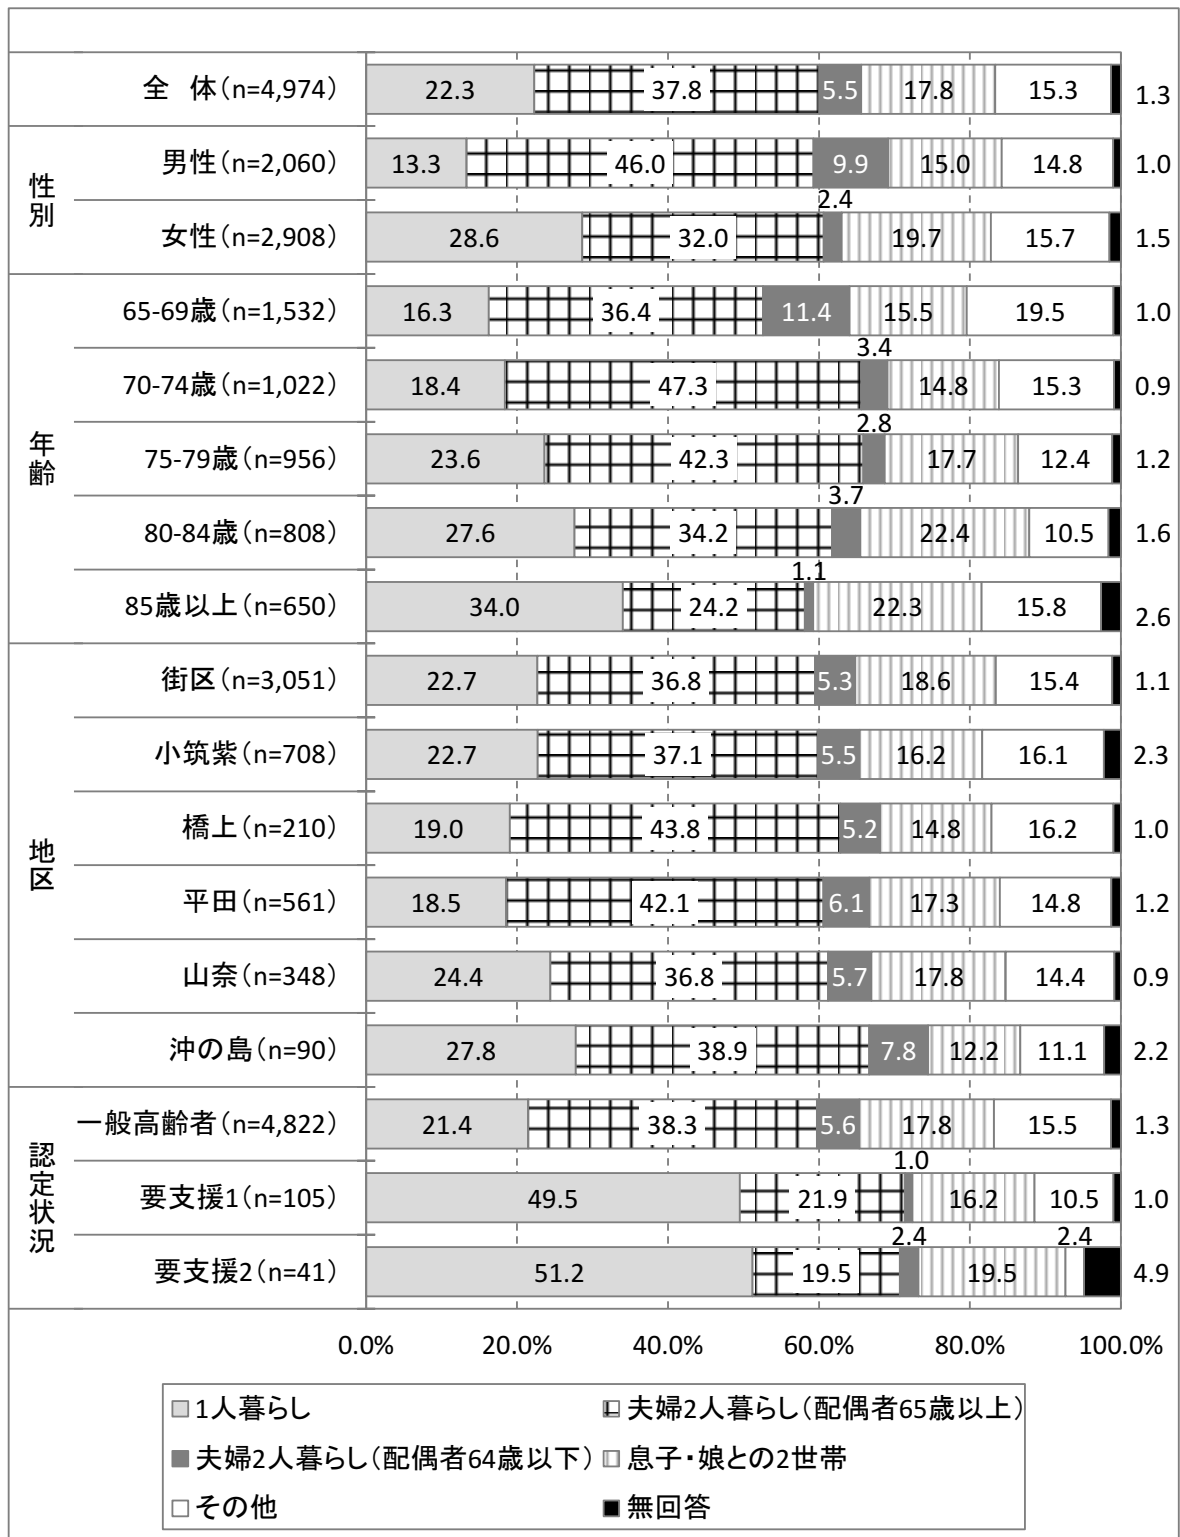 全 体(n=4,974) 22.3 37.8 5.5 17.8 15.3 1.3
性別
男性(n=2,060) 13.3 46.0 9.9 15.0 14.8 1.0
女性(n=2,908) 28.6 32.0 2.4 19.7 15.7 1.5
年齢
65-69歳(n=1,532) 16.3 36.4 11.4 15.5 19.5 1.0
70-74歳(n=1,022) 18.4 47.3 3.4 14.8 15.3 0.9
75-79歳(n=956) 23.6 42.3 2.8 17.7 12.4 1.2
80-84歳(n=808) 27.6 34.2 3.7 22.4 10.5 1.6
85歳以上(n=650) 34.0 24.2 1.1 22.3 15.8 2.6
地区
街区(n=3,051) 22.7 36.8 5.3 18.6 15.4 1.1
小筑紫(n=708) 22.7 37.1 5.5 16.2 16.1 2.3
橋上(n=210) 19.0 43.8 5.2 14.8 16.2 1.0
平田(n=561) 18.5 42.1 6.1 17.3 14.8 1.2
山奈(n=348) 24.4 36.8 5.7 17.8 14.4 0.9
沖の島(n=90) 27.8 38.9 7.8 12.2 11.1 2.2
認定状況
一般高齢者(n=4,822) 21.4 38.3 5.6 17.8 15.5 1.3
要支援1(n=105) 49.5 21.9 1.0 16.2 10.5 1.0
要支援2(n=41) 51.2 19.5 2.4 19.5 2.4 4.9
0.0% 20.0% 40.0% 60.0% 80.0% 100.0%
1人暮らし 夫婦2人暮らし(配偶者65歳以上)
夫婦2人暮らし(配偶者64歳以下) 息子・娘との2世帯
その他 無回答